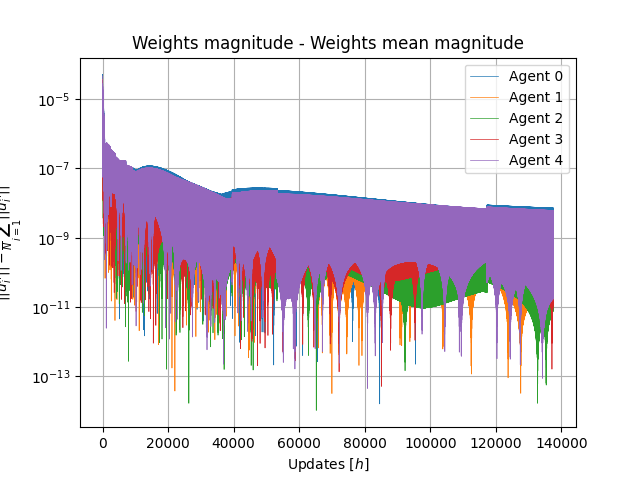 Weights magnitude - Weights mean magnitude
Agent 0
Agent 1
Agent 2
Agent 3
Agent 4
10⁻⁵
10⁻⁷
10⁻⁹
10⁻¹¹
10⁻¹³
0 20000 40000 60000 80000 100000 120000 140000
Updates [h]